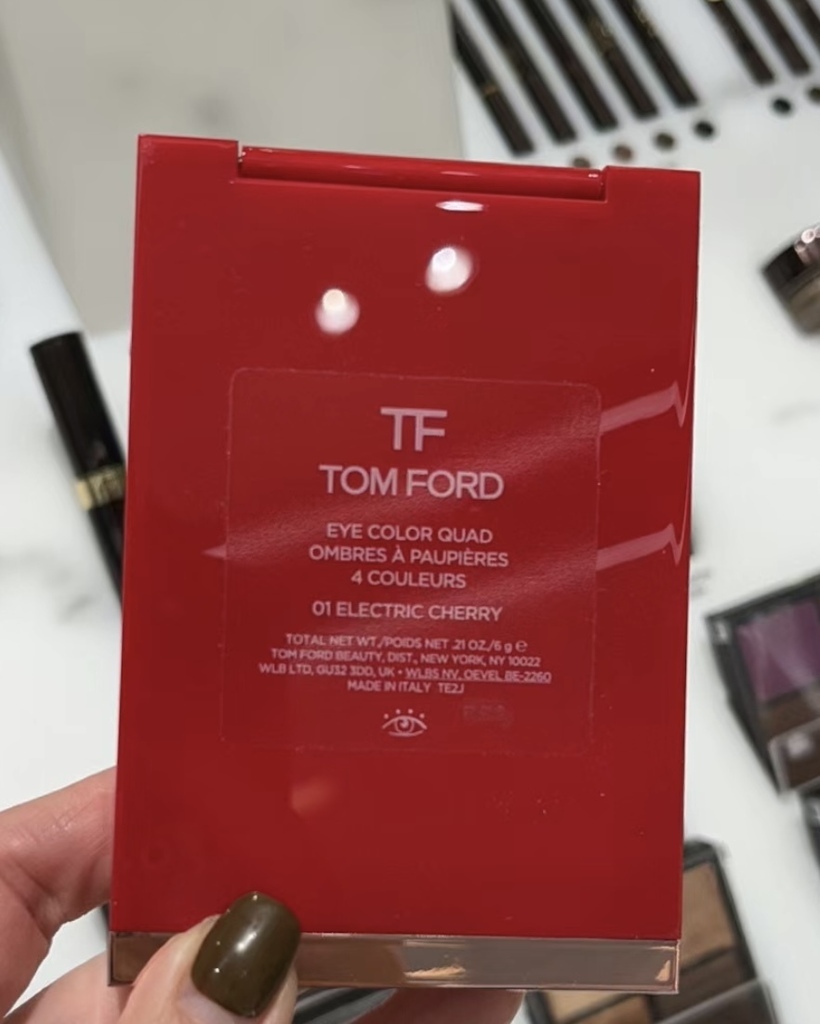 TF
TOM FORD
EYE COLOR QUAD
OMBRES À PAUPIÈRES
4 COULEURS
01 ELECTRIC CHERRY
TOTAL NET WT./POIDS NET .21 OZ./6 g ℮
TOM FORD BEAUTY, DIST., NEW YORK, NY 10022
WLB LTD, GU32 3DD, UK • WLBS NV, OEVEL BE-2260
MADE IN ITALY TE2J